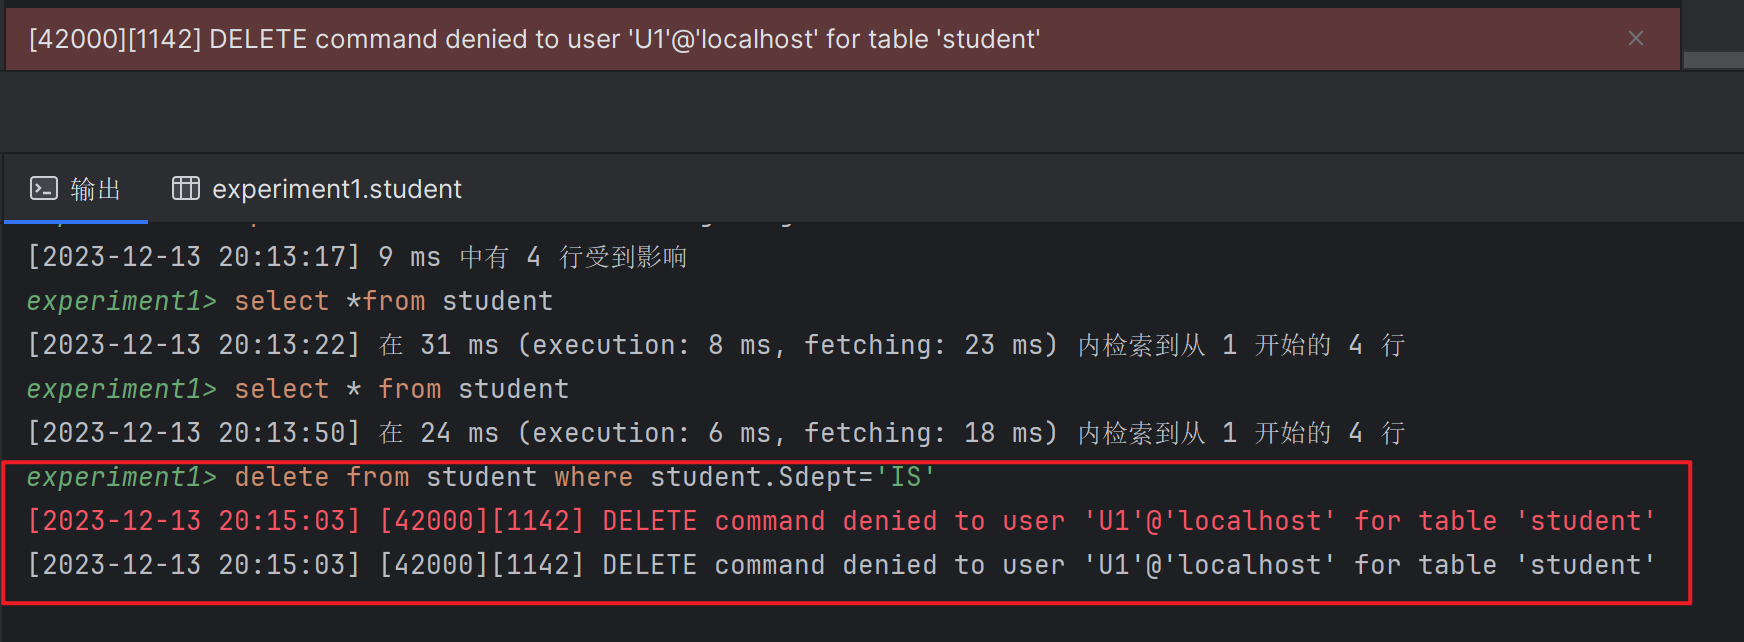 [42000][1142] DELETE command denied to user 'U1'@'localhost' for table 'student'
输出 experiment1.student
[2023-12-13 20:13:17] 9 ms 中有 4 行受到影响
experiment1> select *from student
[2023-12-13 20:13:22] 在 31 ms (execution: 8 ms, fetching: 23 ms) 内检索到从 1 开始的 4 行
experiment1> select * from student
[2023-12-13 20:13:50] 在 24 ms (execution: 6 ms, fetching: 18 ms) 内检索到从 1 开始的 4 行
experiment1> delete from student where student.Sdept='IS'
[2023-12-13 20:15:03] [42000][1142] DELETE command denied to user 'U1'@'localhost' for table 'student'
[2023-12-13 20:15:03] [42000][1142] DELETE command denied to user 'U1'@'localhost' for table 'student'